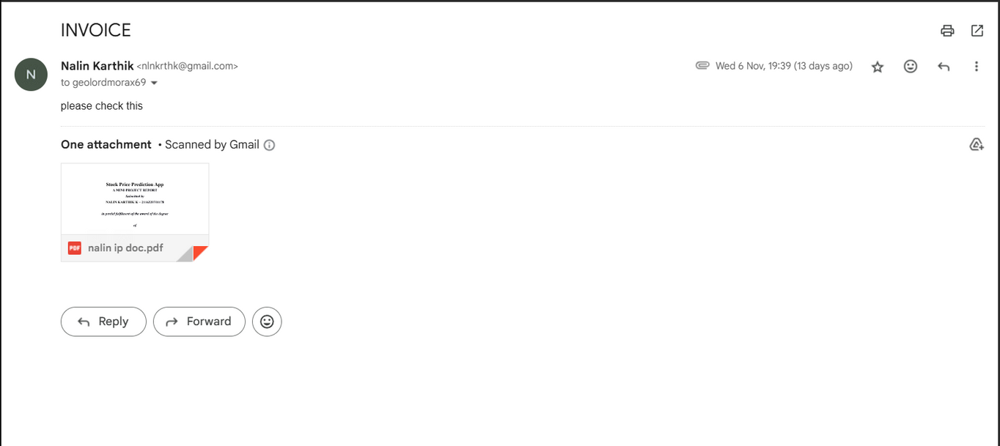 INVOICE
N
Nalin Karthik <nlnkrthk@gmail.com>
Wed 6 Nov, 19:39 (13 days ago)
to geolordmorax69
please check this
One attachment • Scanned by Gmail
Stock Price Prediction App
A MINI PROJECT REPORT
Submitted by
NALIN KARTHIK K -
in partial fulfilment of the award of the degree
of
PDF nalin ip doc.pdf
Reply
Forward